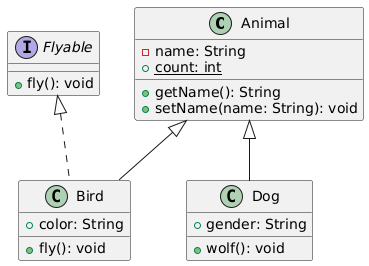 C Animal
name: String
count: int
getName(): String
setName(name: String): void
I Flyable
fly(): void
C Bird
color: String
fly(): void
C Dog
gender: String
wolf(): void